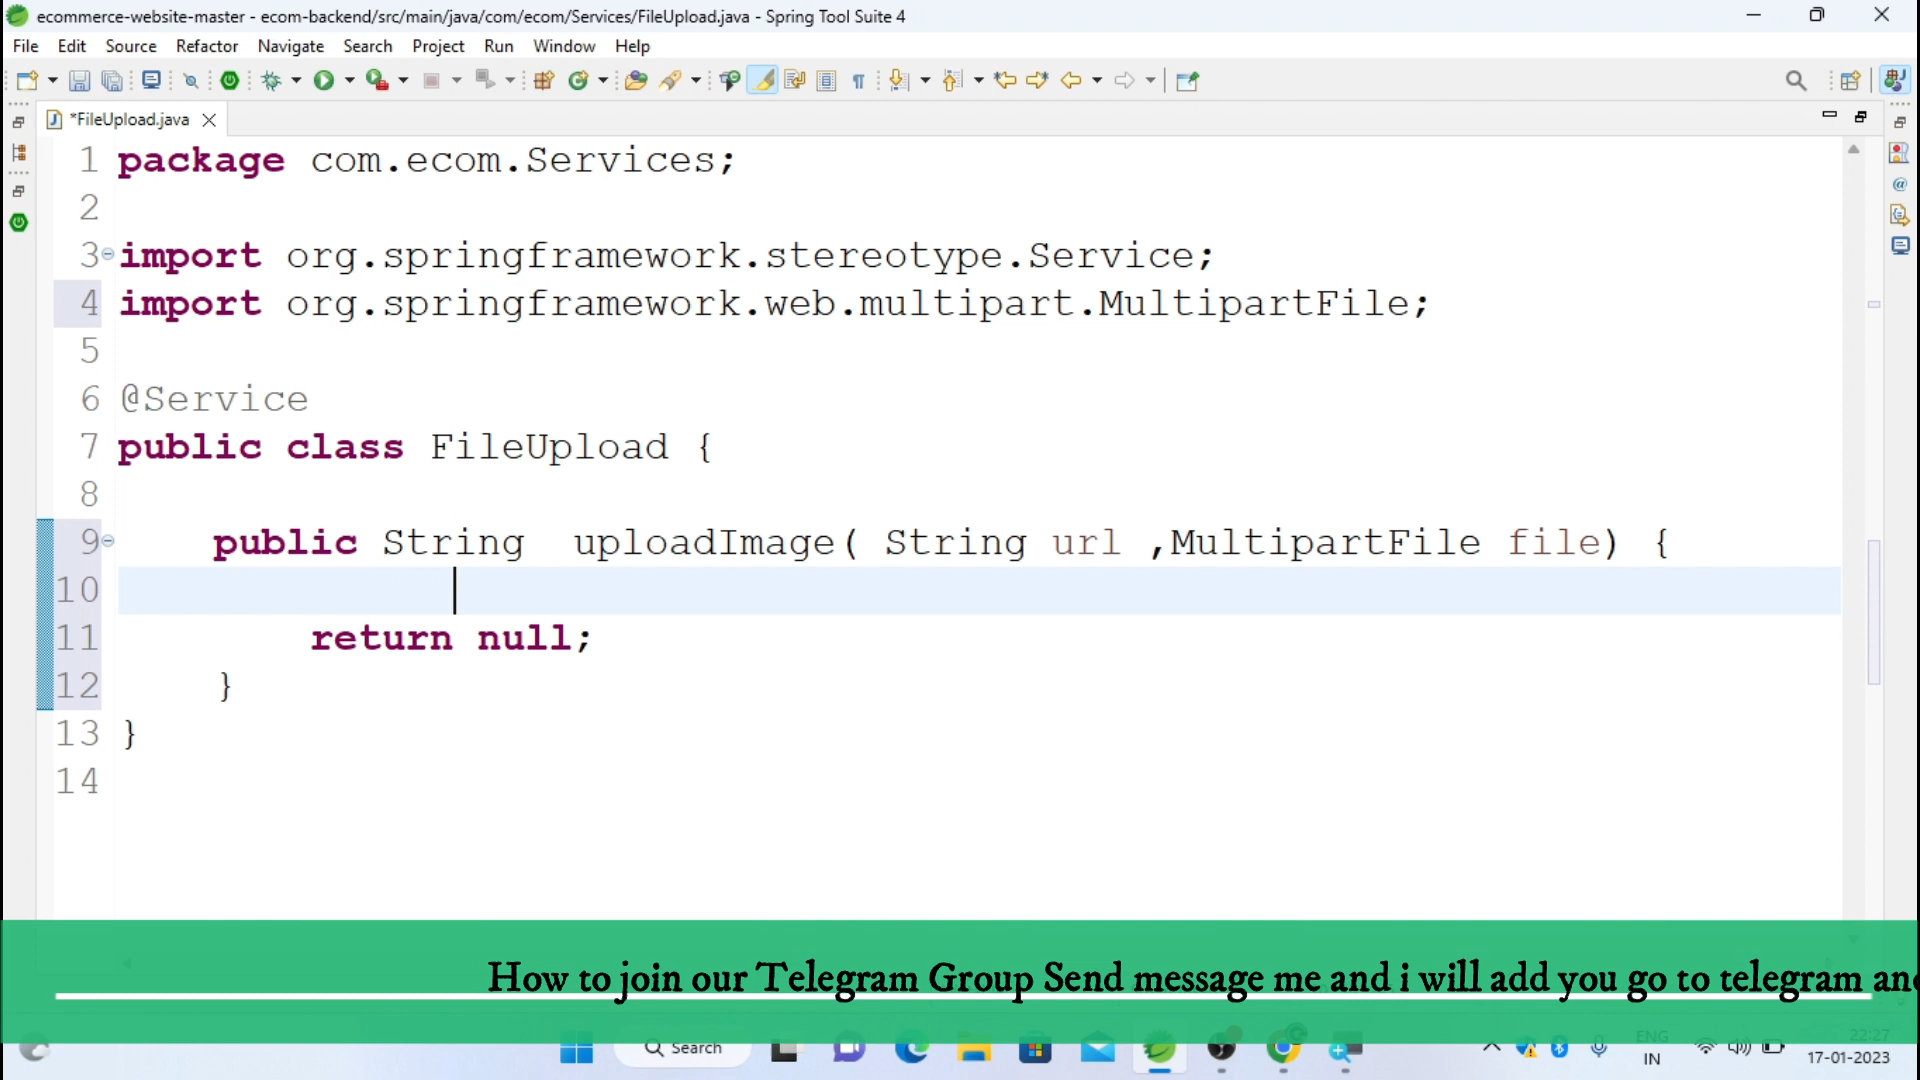 ecommerce-website-master - ecom-backend/src/main/java/com/ecom/Services/FileUpload.java - Spring Tool Suite 4
File Edit Source Refactor Navigate Search Project Run Window Help
*FileUpload.java
1 package com.ecom.Services;
2
3 import org.springframework.stereotype.Service;
4 import org.springframework.web.multipart.MultipartFile;
5
6 @Service
7 public class FileUpload {
8
9 public String  uploadImage( String url ,MultipartFile file) {
10
11 return null;
12 }
13 }
14
How to join our Telegram Group Send message me and i will add you go to telegram and
Search
ENG
IN
22:27
17-01-2023